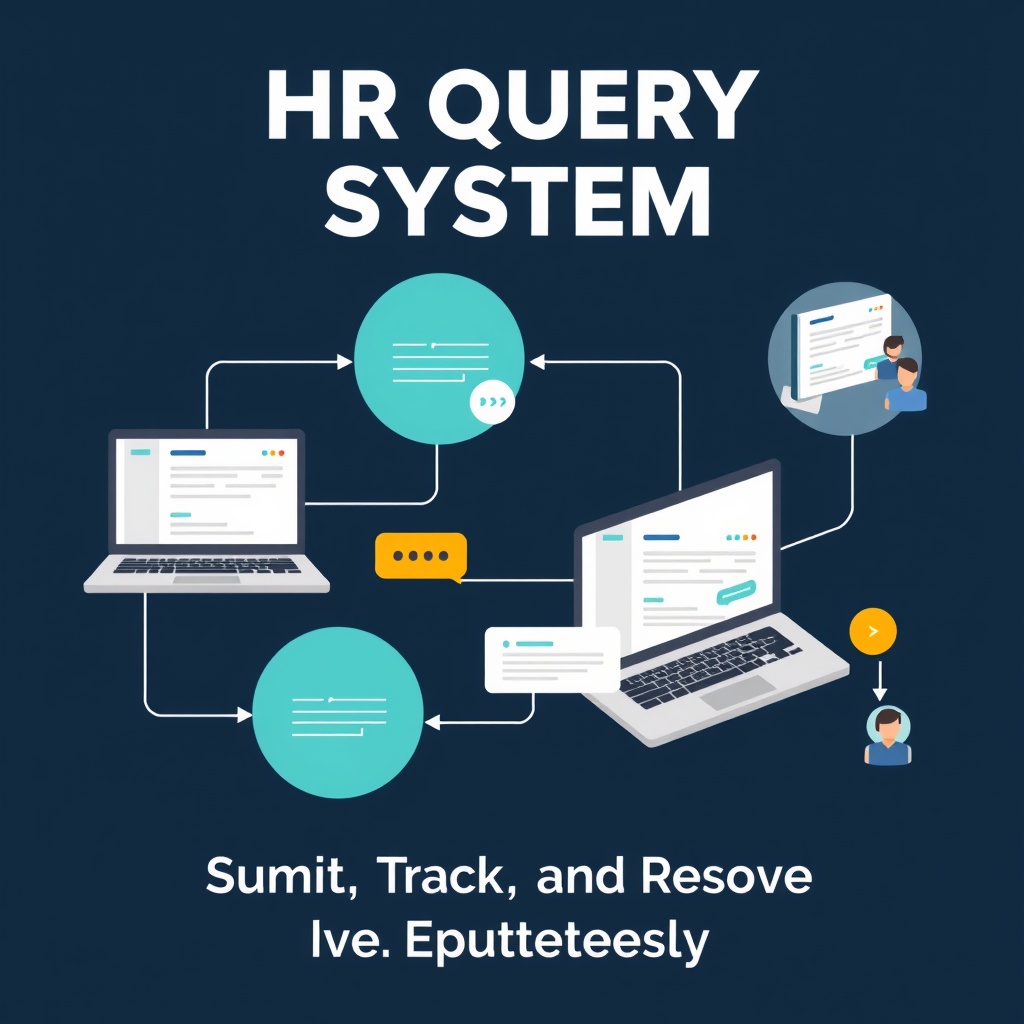 HR QUERY
SYSTEM
Sumit, Track, and Resove
Ive. Eputteteesly